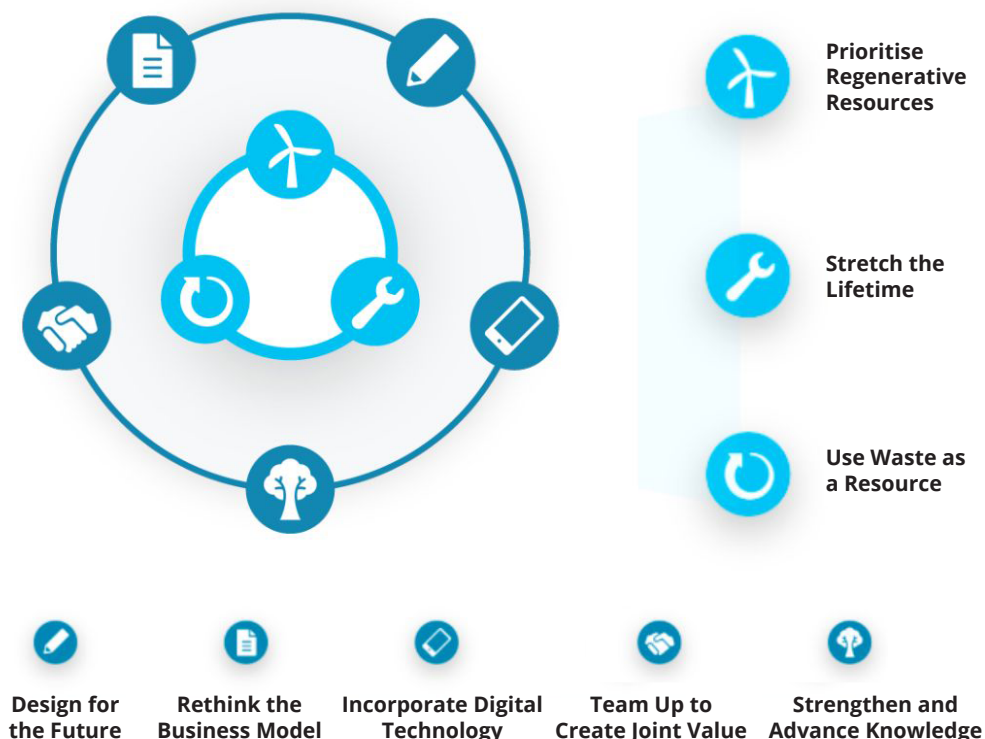 Prioritise
Regenerative
Resources
Stretch the
Lifetime
Use Waste as
a Resource
Design for
the Future
Rethink the
Business Model
Incorporate Digital
Technology
Team Up to
Create Joint Value
Strengthen and
Advance Knowledge